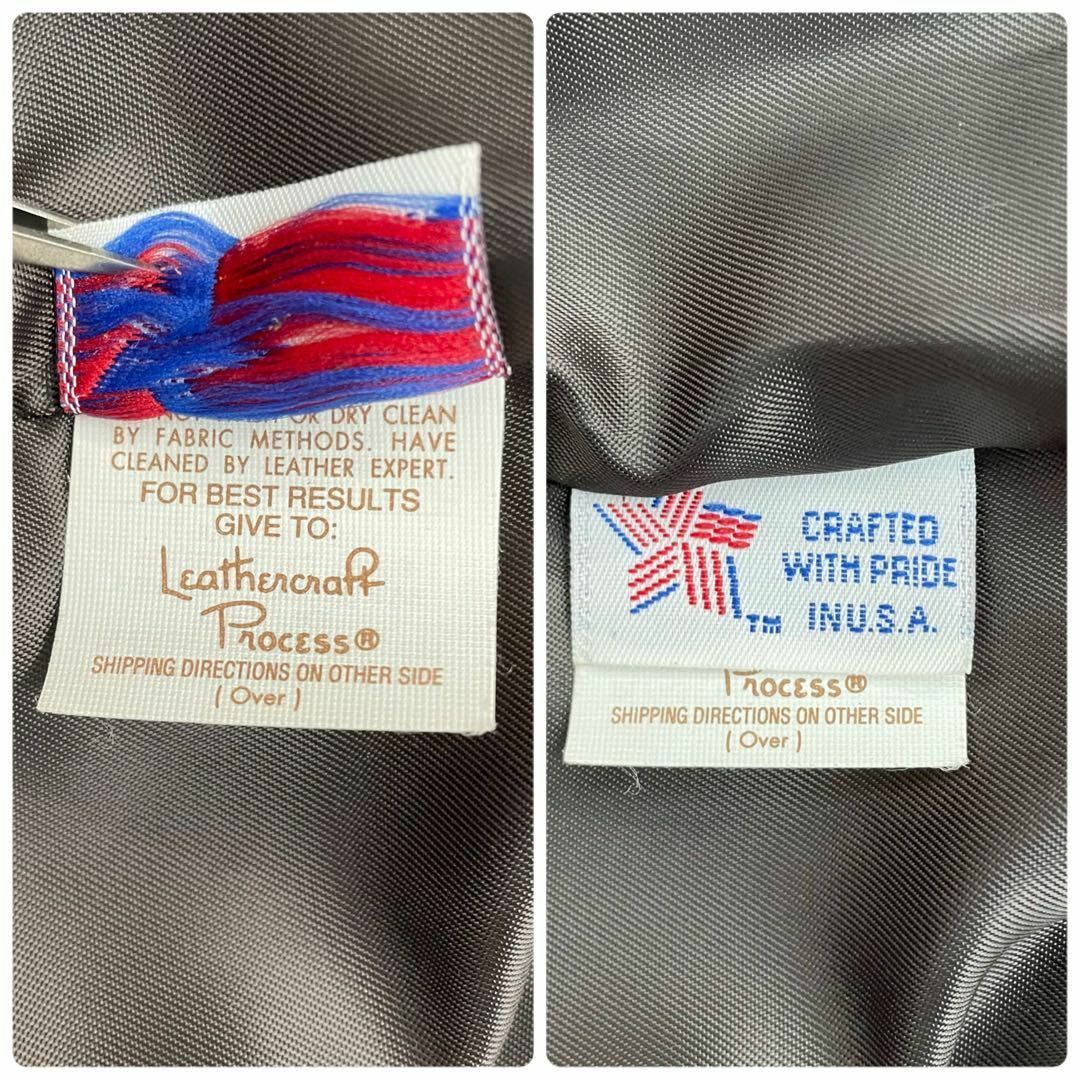 OR DRY CLEAN
BY FABRIC METHODS. HAVE
CLEANED BY LEATHER EXPERT.
FOR BEST RESULTS
GIVE TO:
Leathercraft
Process®
SHIPPING DIRECTIONS ON OTHER SIDE
( Over )
CRAFTED
WITH PRIDE
IN U.S.A.
TM
Process®
SHIPPING DIRECTIONS ON OTHER SIDE
( Over )